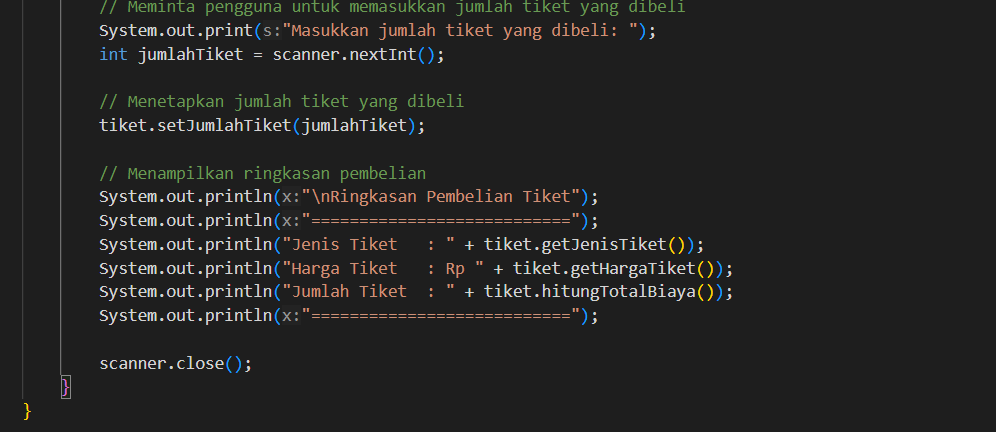 // Meminta pengguna untuk memasukkan jumlah tiket yang dibeli
System.out.print(s:"Masukkan jumlah tiket yang dibeli: ");
int jumlahTiket = scanner.nextInt();
// Menetapkan jumlah tiket yang dibeli
tiket.setJumlahTiket(jumlahTiket);
// Menampilkan ringkasan pembelian
System.out.println(x:"\nRingkasan Pembelian Tiket");
System.out.println(x:"===========================");
System.out.println("Jenis Tiket   : " + tiket.getJenisTiket());
System.out.println("Harga Tiket   : Rp " + tiket.getHargaTiket());
System.out.println("Jumlah Tiket  : " + tiket.hitungTotalBiaya());
System.out.println(x:"===========================");
scanner.close();
}
}